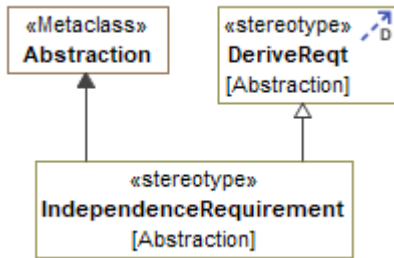 «Metaclass»
Abstraction
«stereotype»
DeriveReqt
[Abstraction]
D
«stereotype»
IndependenceRequirement
[Abstraction]